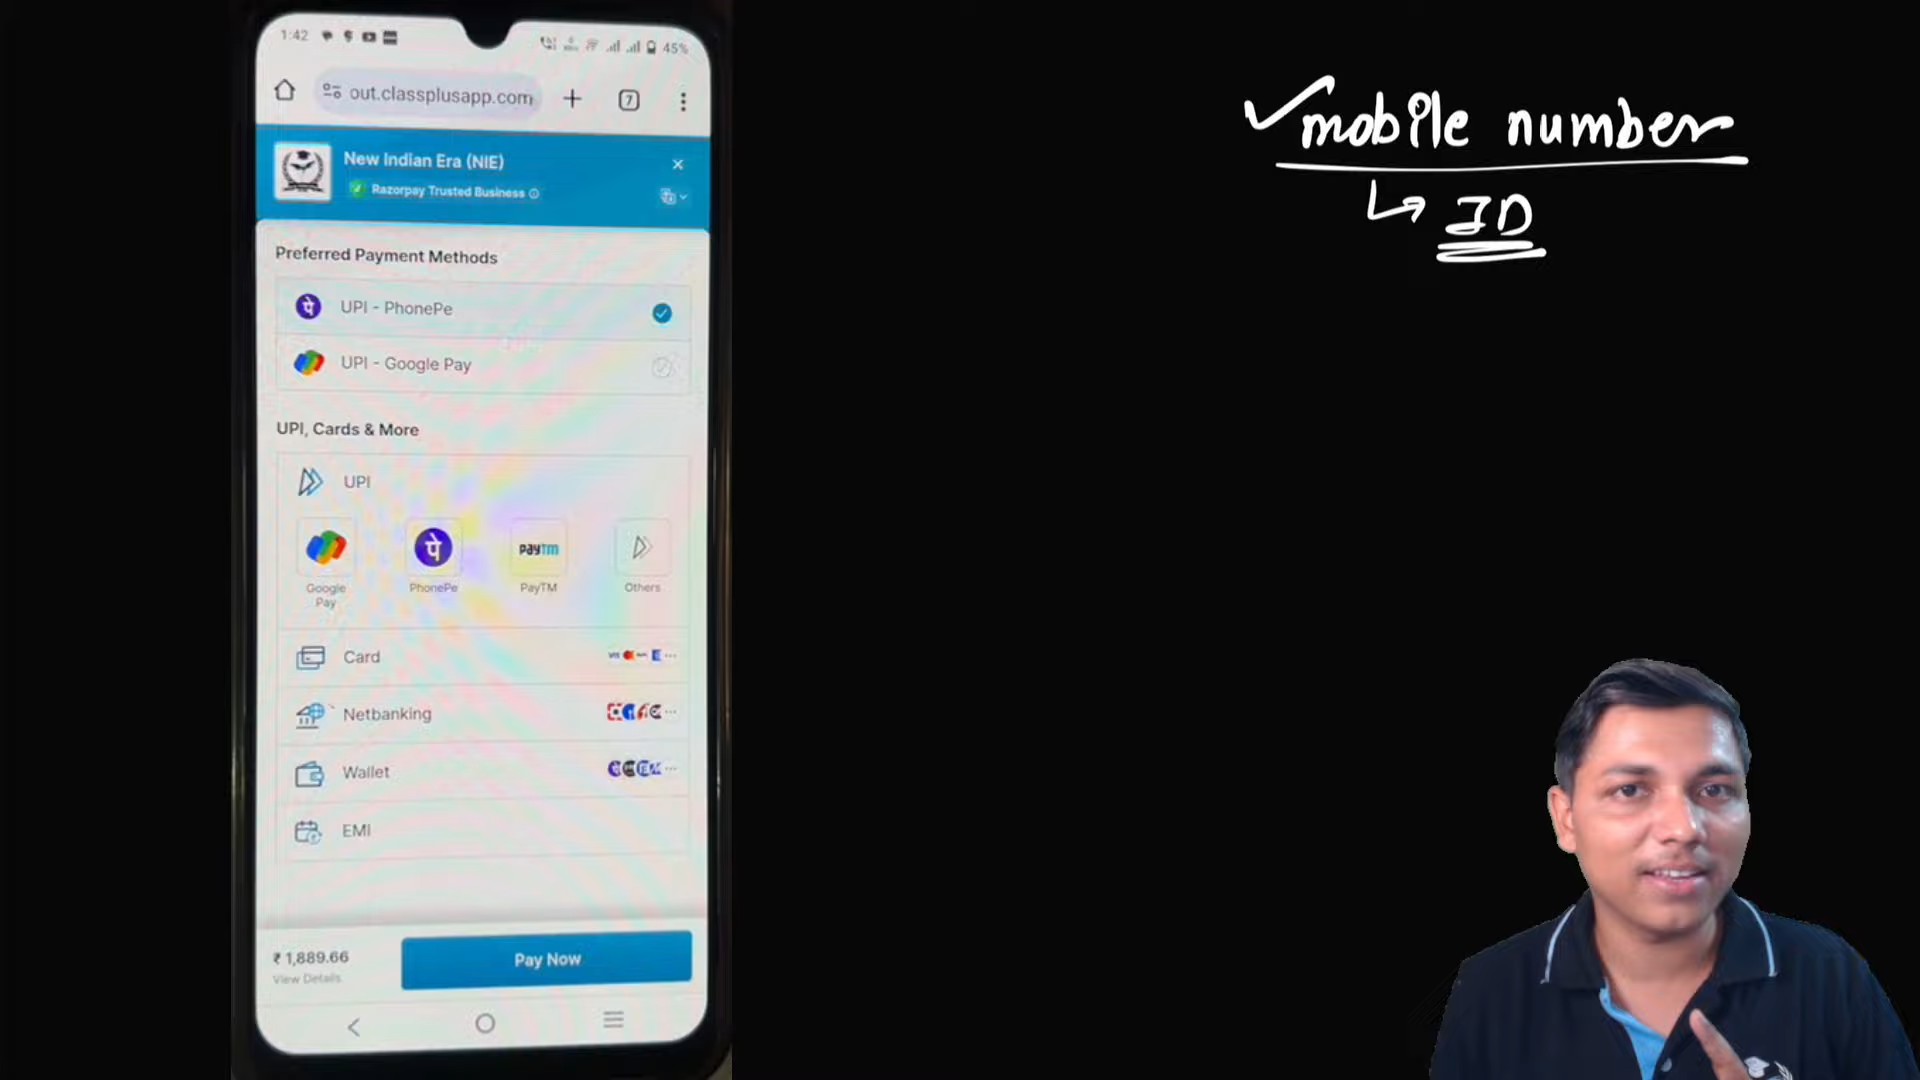 1:42
45%
out.classplusapp.com
7
New Indian Era (NIE)
Razorpay Trusted Business
Preferred Payment Methods
पे UPI - PhonePe
UPI - Google Pay
UPI, Cards & More
UPI
पे
PayTM
Google Pay
PhonePe
PayTM
Others
Card
VISA
Netbanking
Wallet
EMI
₹ 1,889.66
View Details
Pay Now
mobile number
ID